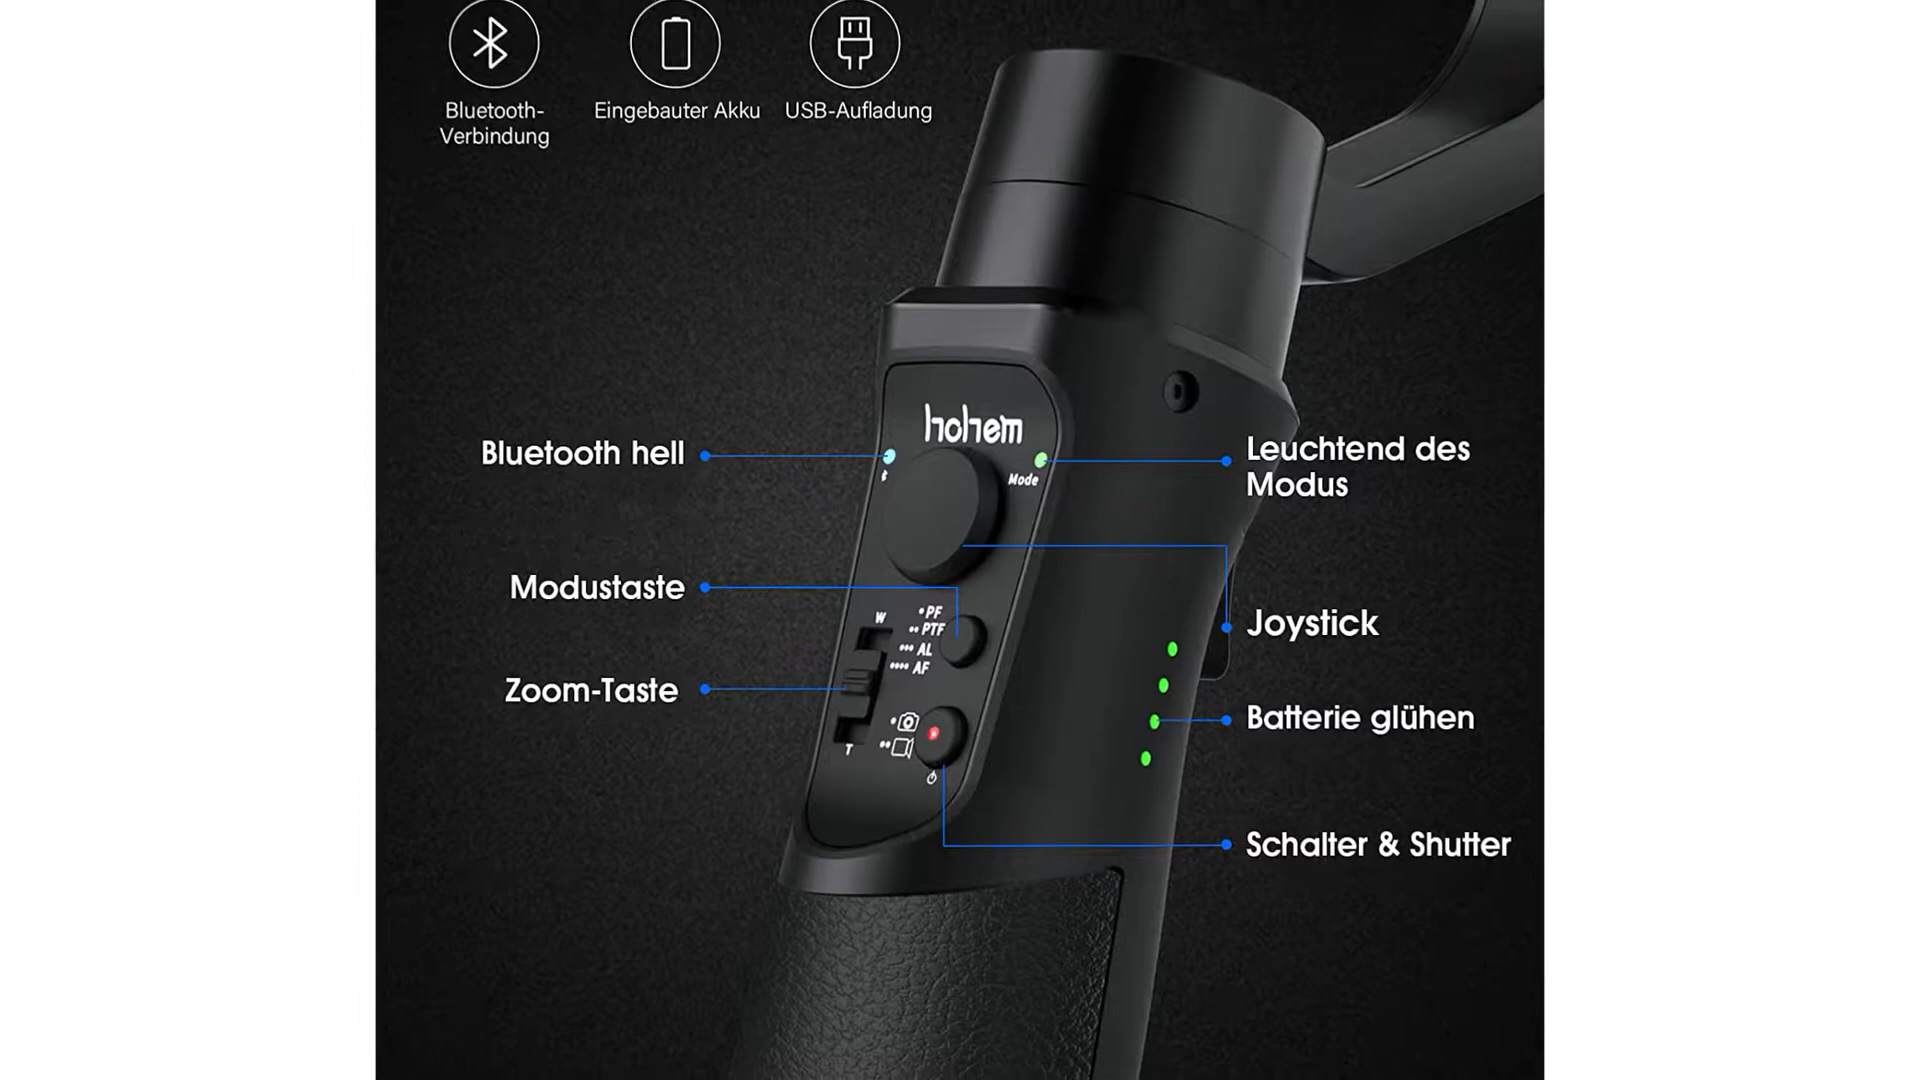 Bluetooth-
Verbindung
Eingebauter Akku
USB-Aufladung
hohem
Bluetooth hell
Leuchtend des
Modus
Mode
Modustaste
Joystick
W
• PF
•• PTF
••• AL
•••• AF
Zoom-Taste
Batterie glühen
T
Schalter & Shutter